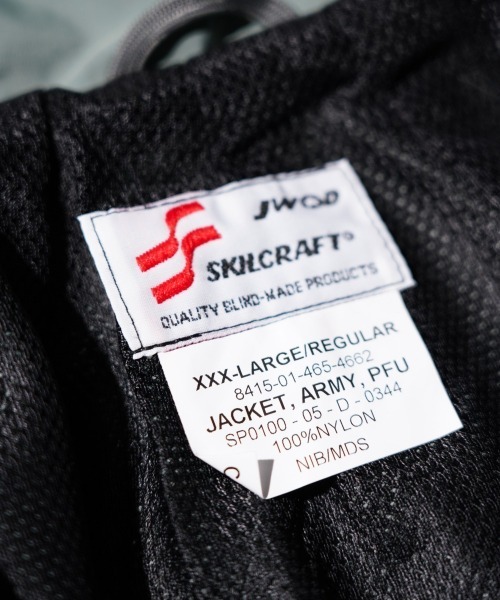 JWOD
SKILCRAFT®
QUALITY BLIND-MADE PRODUCTS
XXX-LARGE/REGULAR
8415-01-465-4662
JACKET, ARMY, PFU
SP0100 - 05 - D - 0344
100%NYLON
NIB/MDS